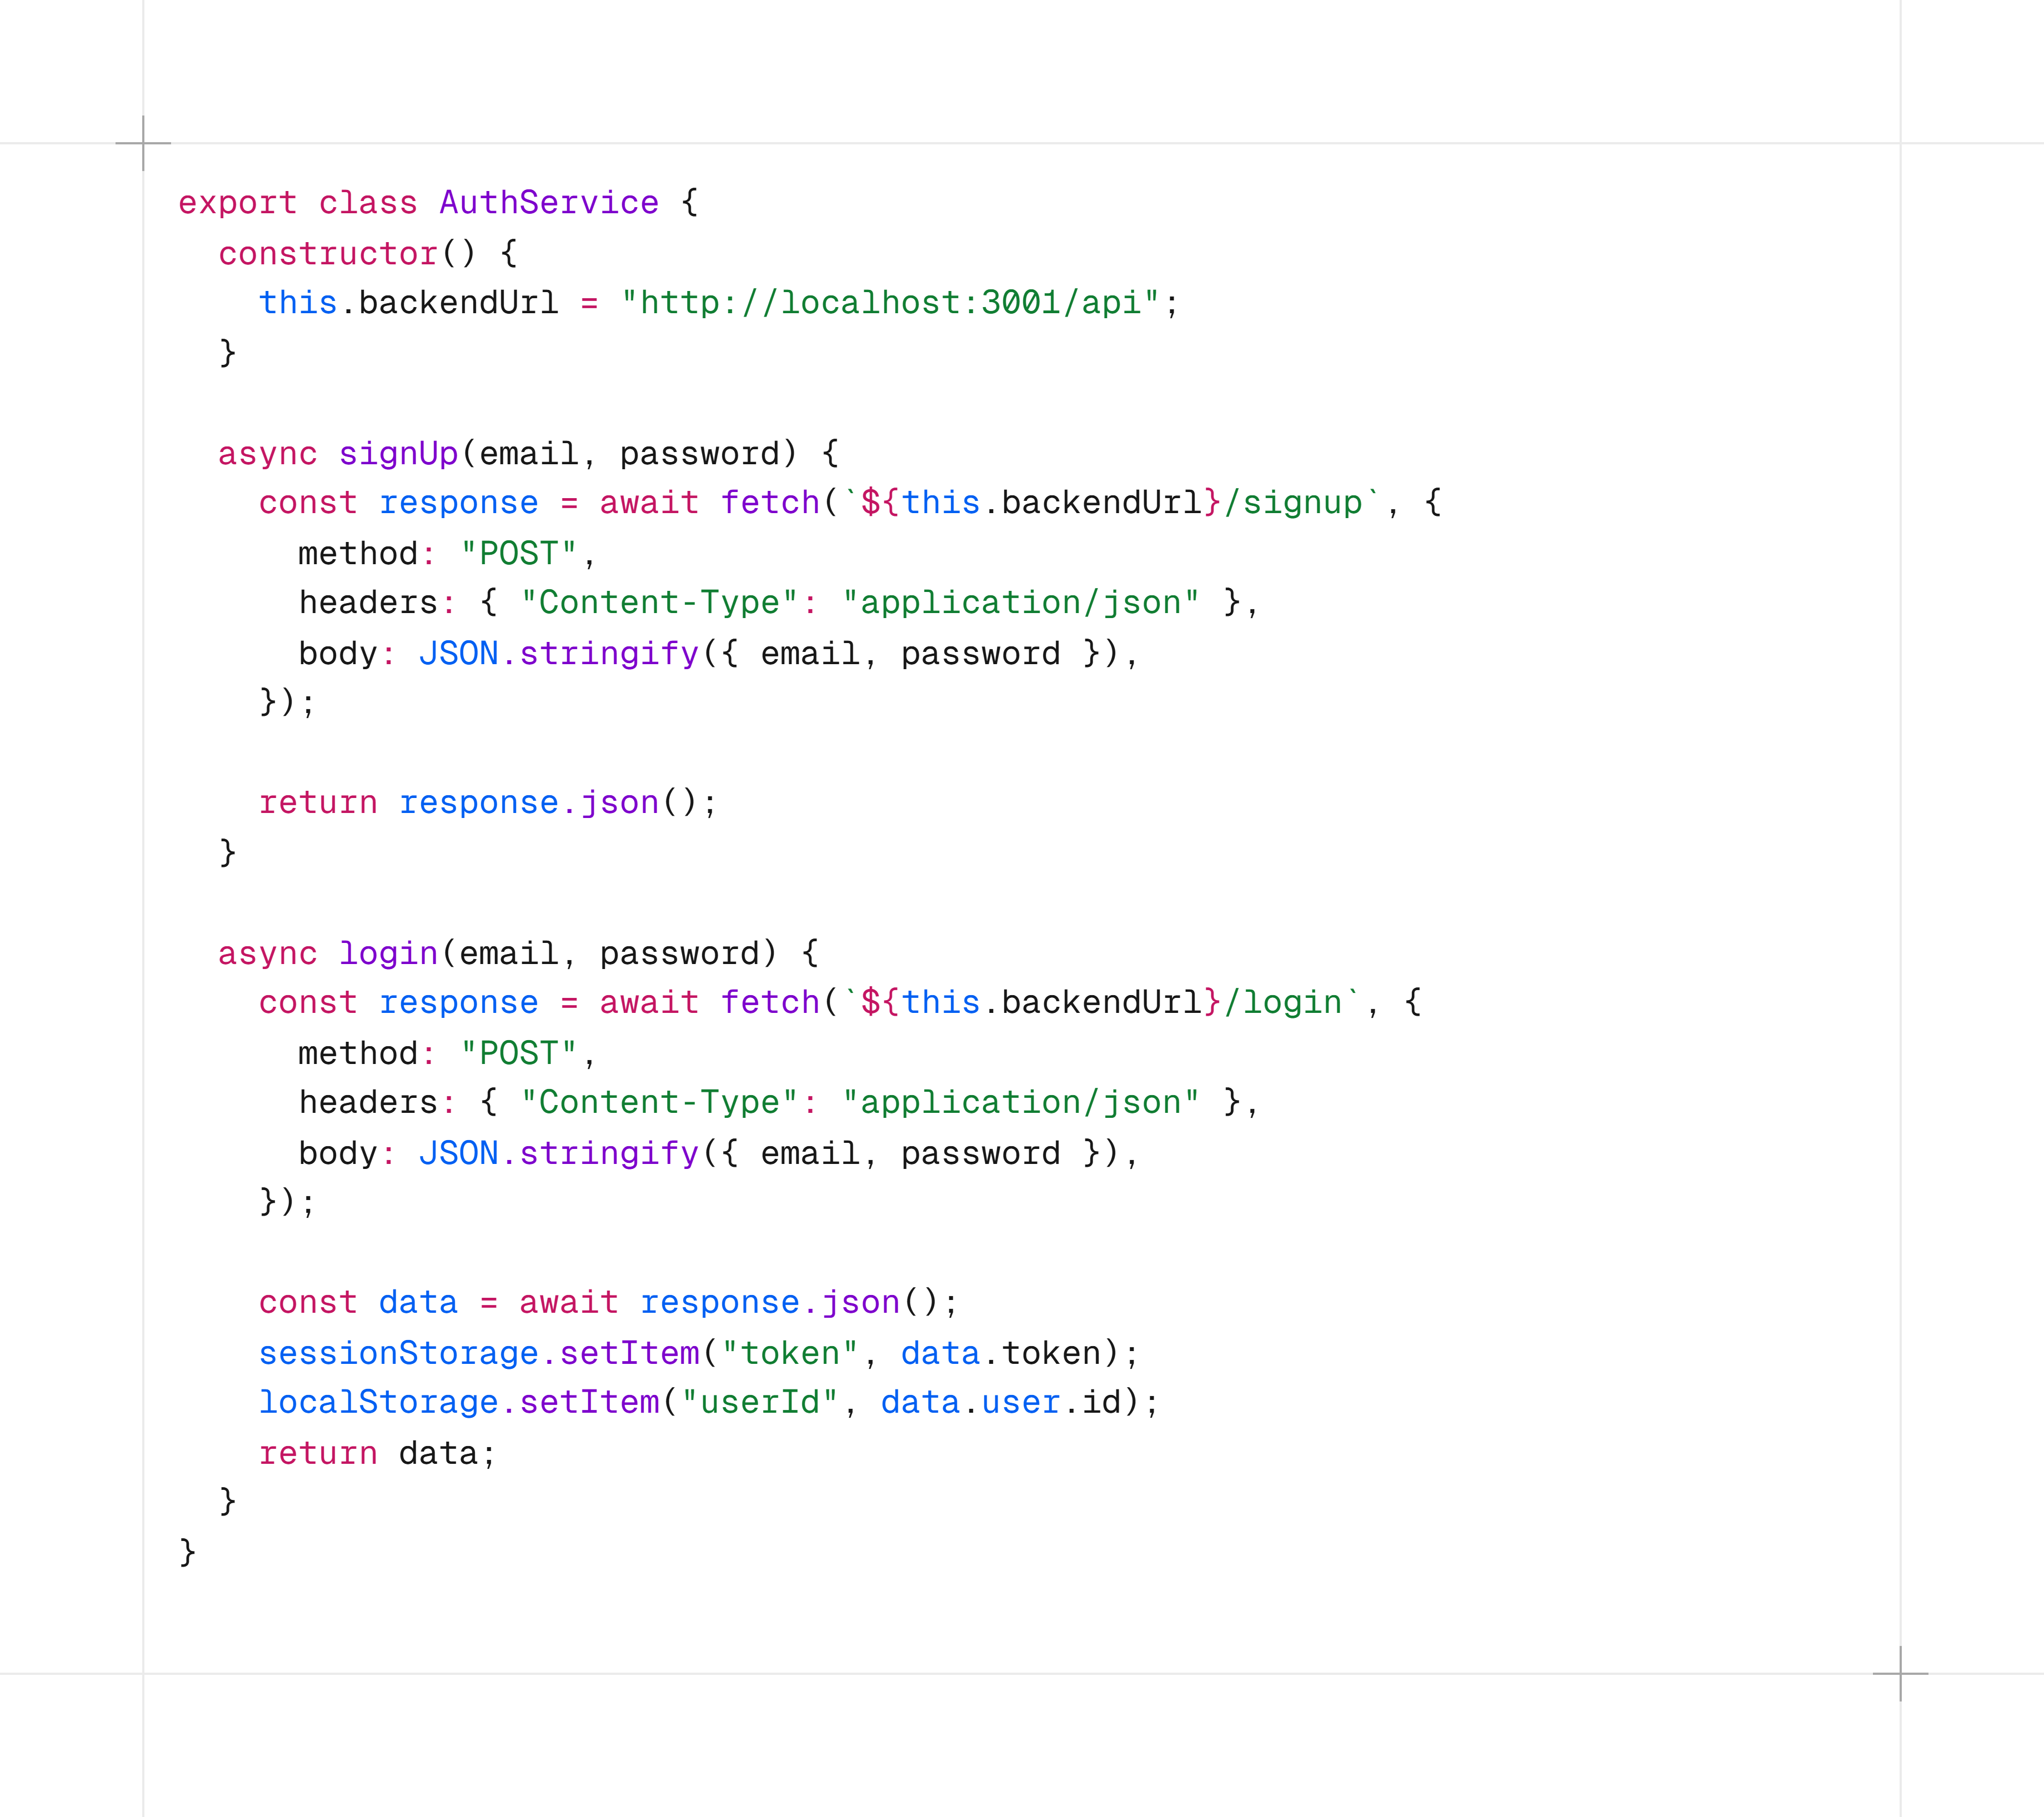 export class AuthService {
  constructor() {
    this.backendUrl = "http://localhost:3001/api";
  }

  async signUp(email, password) {
    const response = await fetch(`${this.backendUrl}/signup`, {
      method: "POST",
      headers: { "Content-Type": "application/json" },
      body: JSON.stringify({ email, password }),
    });

    return response.json();
  }

  async login(email, password) {
    const response = await fetch(`${this.backendUrl}/login`, {
      method: "POST",
      headers: { "Content-Type": "application/json" },
      body: JSON.stringify({ email, password }),
    });

    const data = await response.json();
    sessionStorage.setItem("token", data.token);
    localStorage.setItem("userId", data.user.id);
    return data;
  }
}